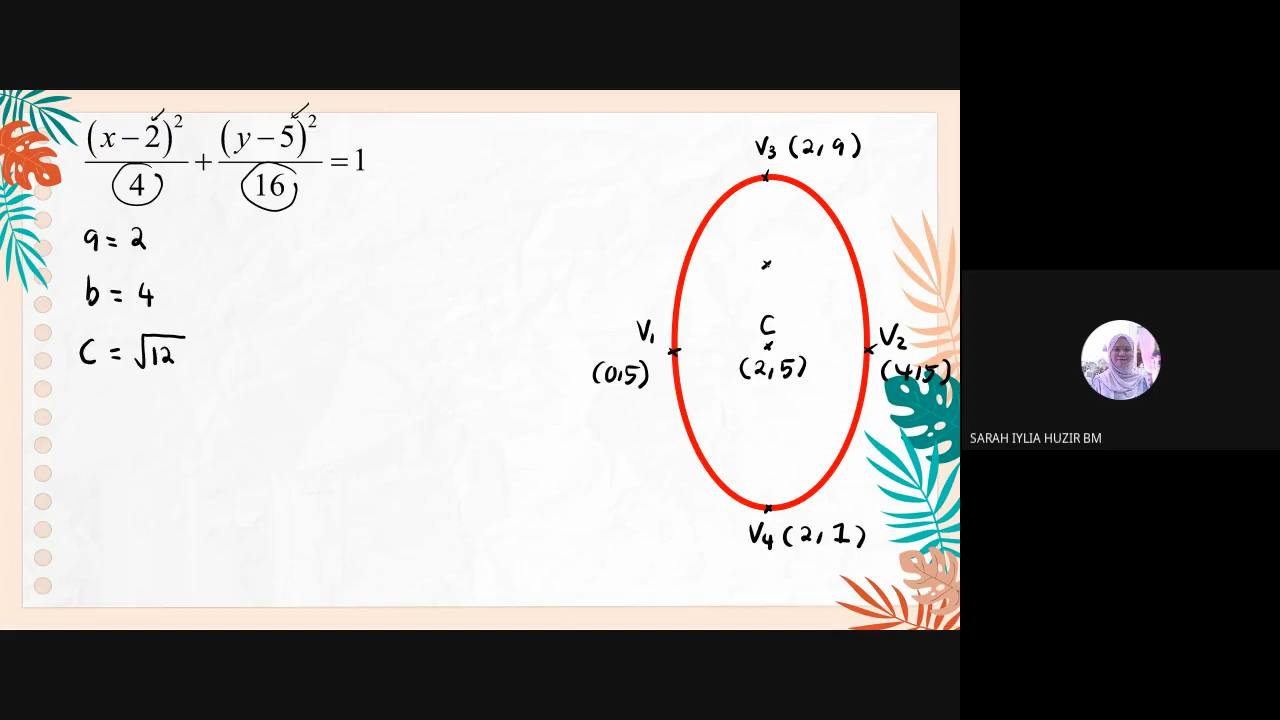 (x − 2)²/4 + (y − 5)²/16 = 1
a = 2
b = 4
C = √12
V₃ (2, 9)
C
(2, 5)
V₁
(0,5)
V₂
(4,5)
V₄ (2, 1)
SARAH IYLIA HUZIR BM